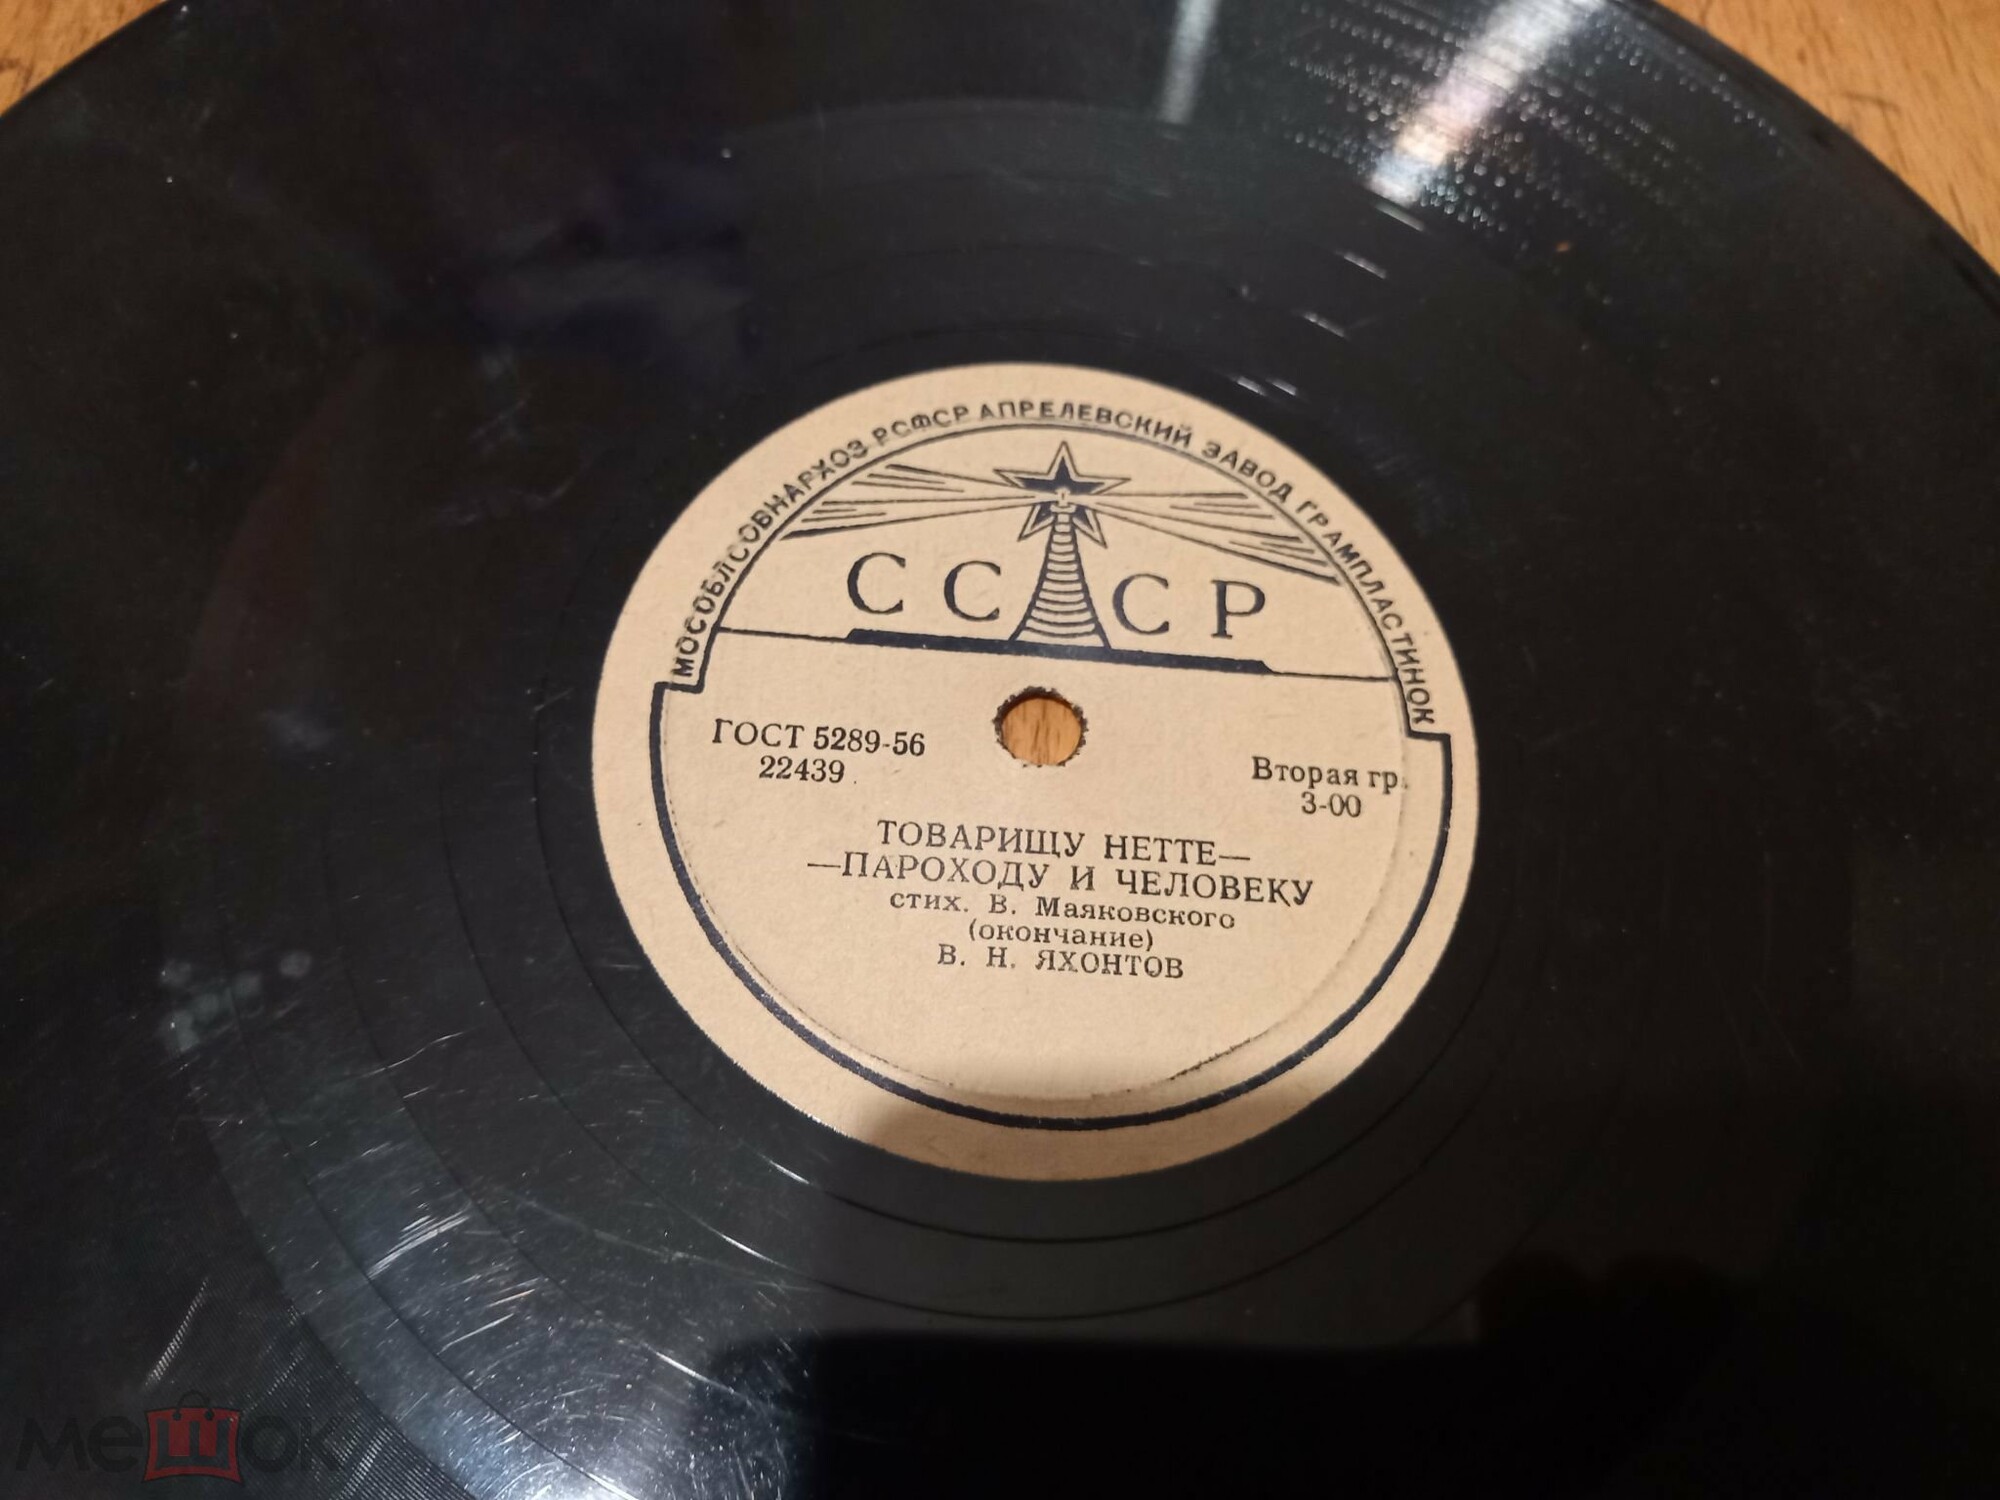 МОСОБЛСОВНАРХОЗ РСФСР АПРЕЛЕВСКИЙ ЗАВОД ГРАМПЛАСТИНОК
СССР
ГОСТ 5289-56
22439
Вторая гр.
3-00
ТОВАРИЩУ НЕТТЕ—
—ПАРОХОДУ И ЧЕЛОВЕКУ
стих. В. Маяковского
(окончание)
В. Н. ЯХОНТОВ
мешок